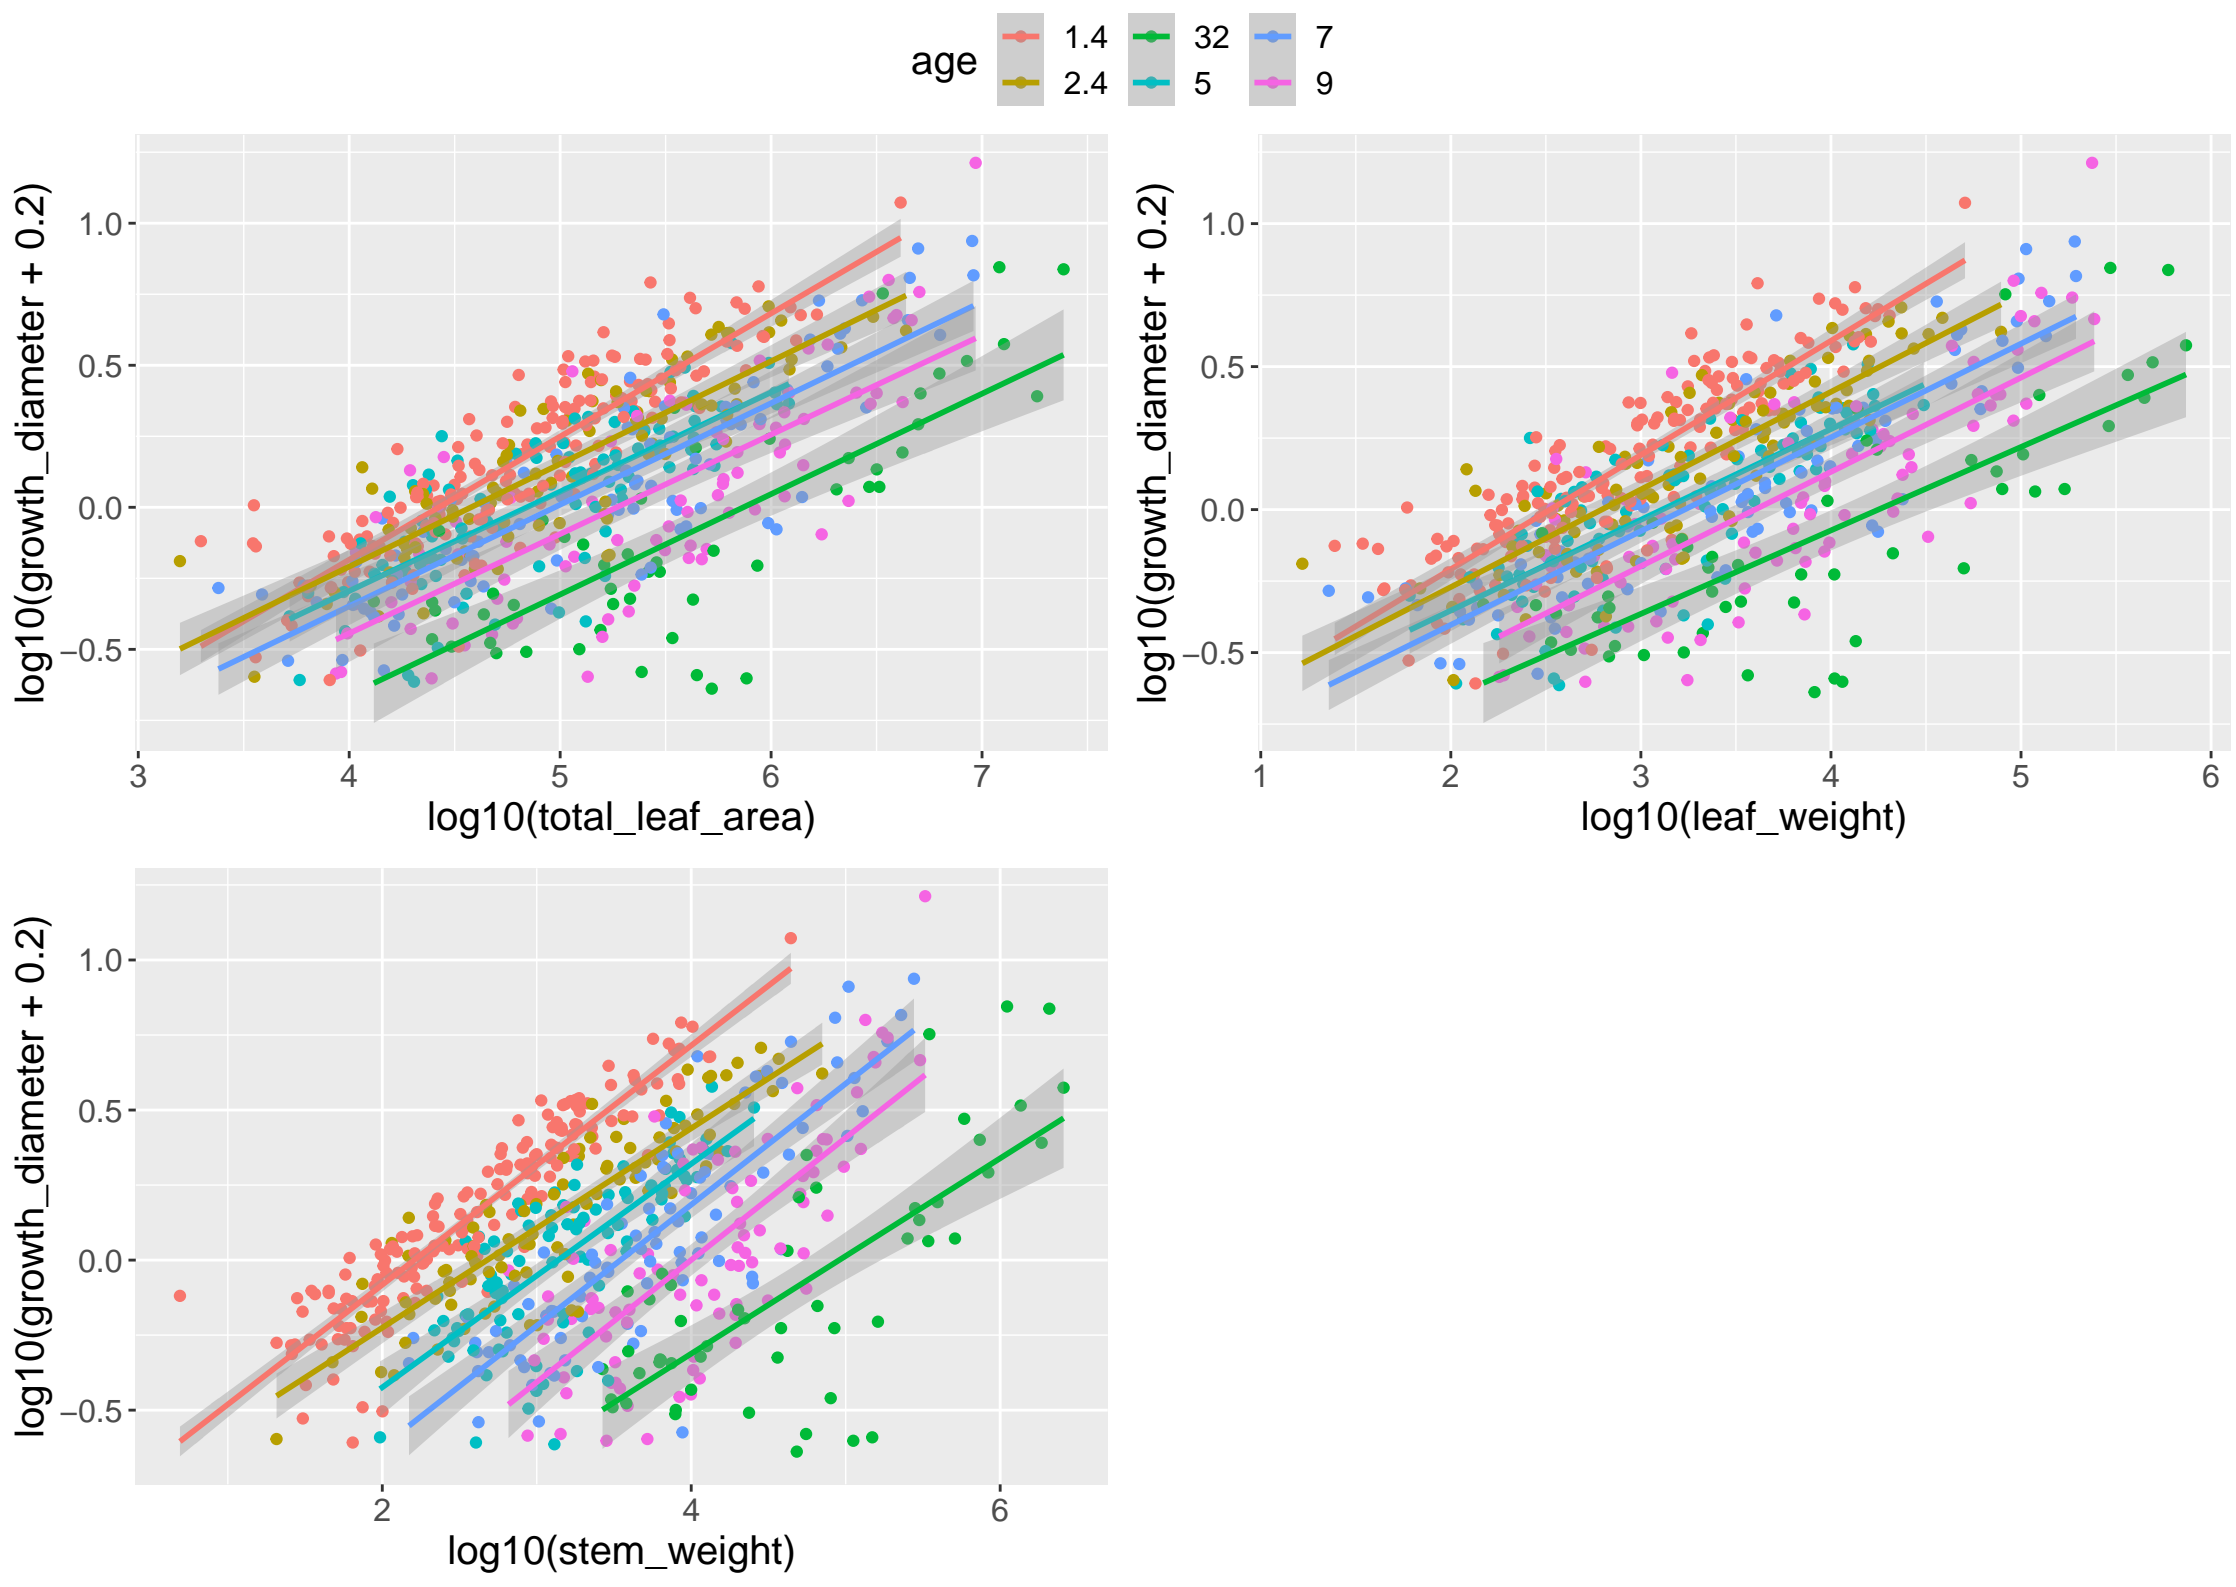 age
1.4 32 7
2.4 5 9
log10(growth_diameter + 0.2)
1.0
0.5
0.0
−0.5
3 4 5 6 7
log10(total_leaf_area)
log10(growth_diameter + 0.2)
1.0
0.5
0.0
−0.5
1 2 3 4 5 6
log10(leaf_weight)
log10(growth_diameter + 0.2)
1.0
0.5
0.0
−0.5
2 4 6
log10(stem_weight)